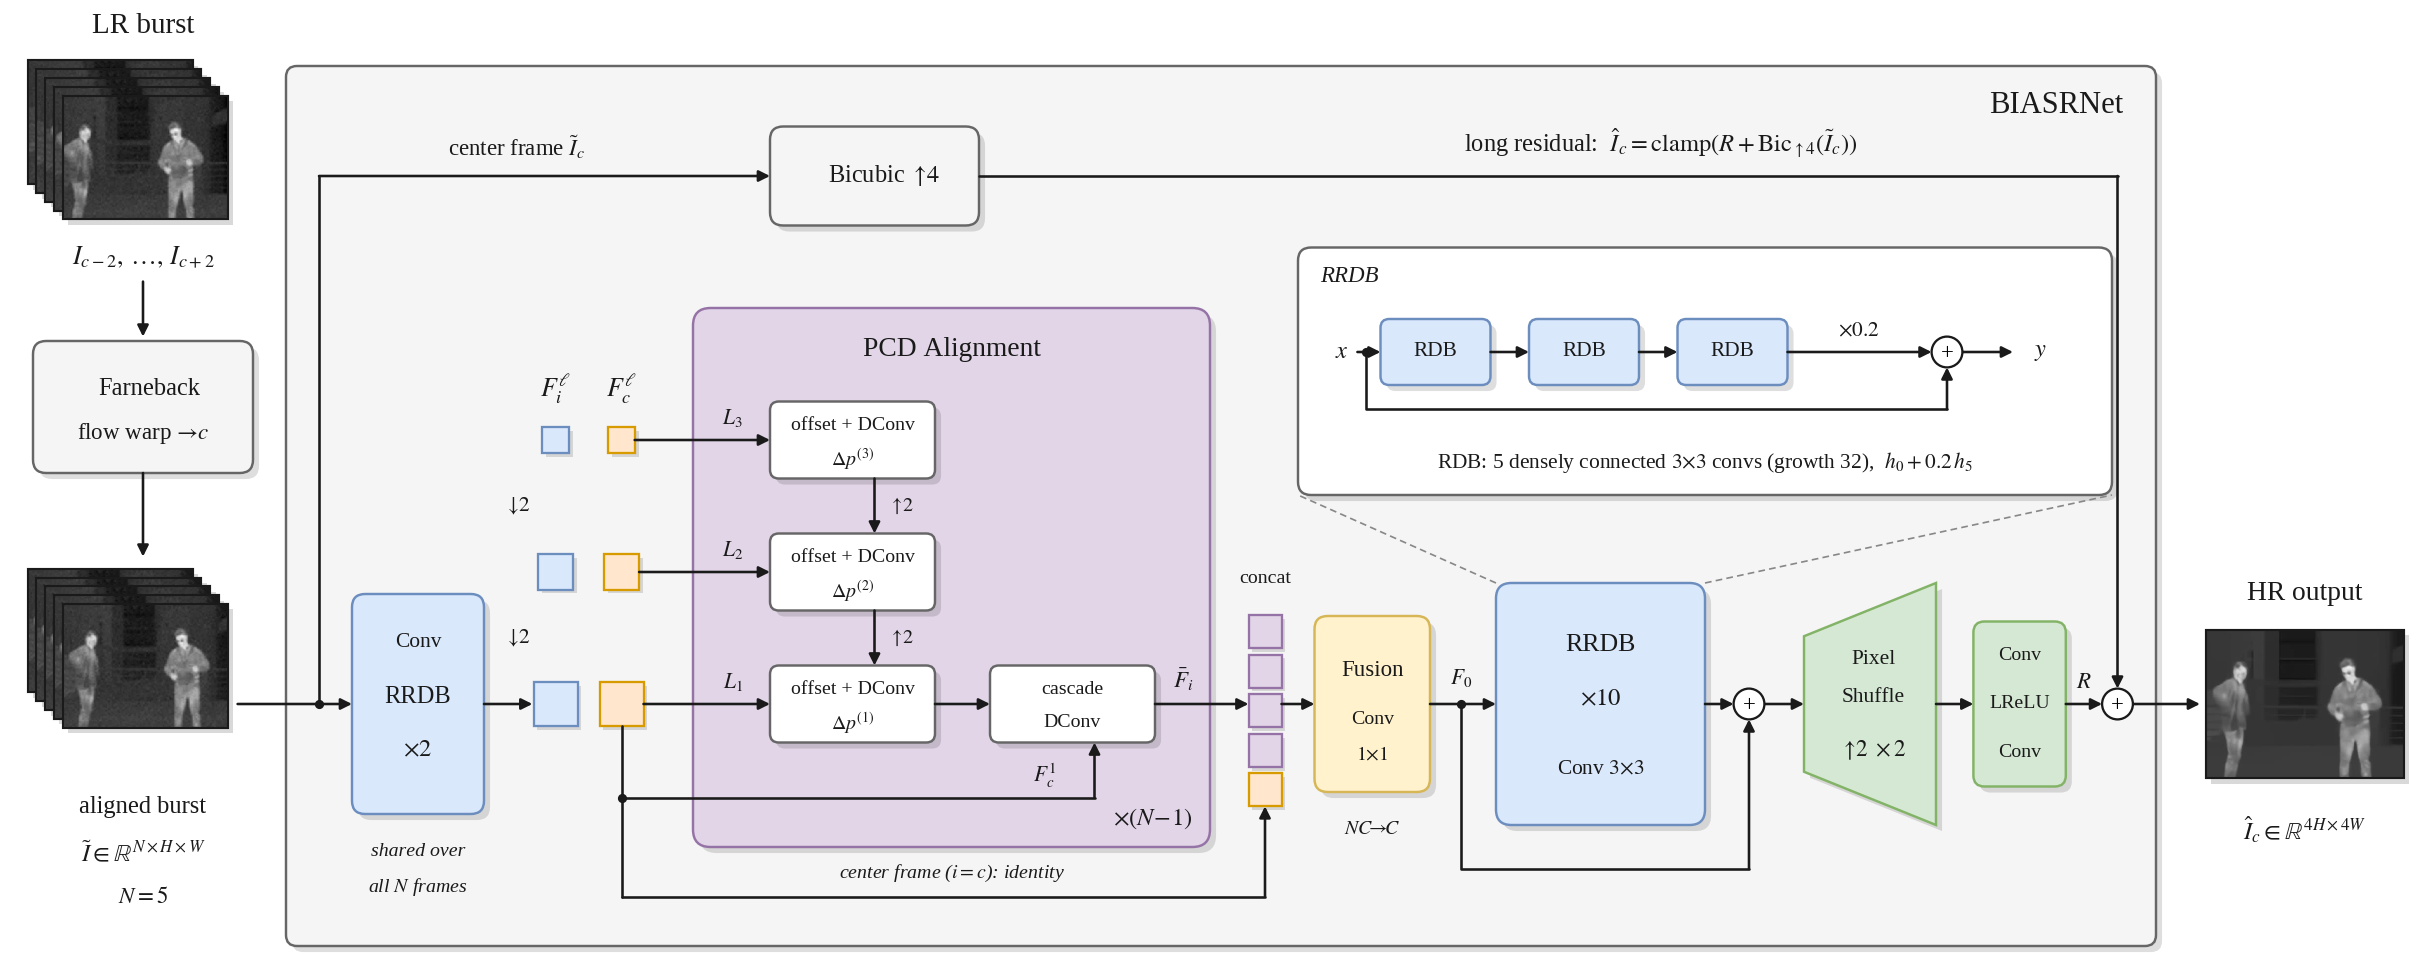 LR burst
I_{c−2}, …, I_{c+2}
Farneback
flow warp →c
aligned burst
Ĩ ∈ ℝ^{N×H×W}
N = 5
BIASRNet
center frame Ĩ_c
Bicubic ↑4
long residual: Î_c = clamp(R + Bic_{↑4}(Ĩ_c))
Conv
RRDB
×2
shared over
all N frames
F_i^ℓ
F_c^ℓ
↓2
↓2
PCD Alignment
L_3
offset + DConv
Δp^{(3)}
↑2
L_2
offset + DConv
Δp^{(2)}
↑2
L_1
offset + DConv
Δp^{(1)}
cascade
DConv
F_c^1
F̄_i
×(N−1)
center frame (i = c): identity
concat
Fusion
Conv
1×1
NC→C
F_0
RRDB
x
RDB
RDB
RDB
×0.2
+
y
RDB: 5 densely connected 3×3 convs (growth 32), h_0 + 0.2h_5
RRDB
×10
Conv 3×3
+
Pixel
Shuffle
↑2 ×2
Conv
LReLU
Conv
R
+
HR output
Î_c ∈ ℝ^{4H×4W}